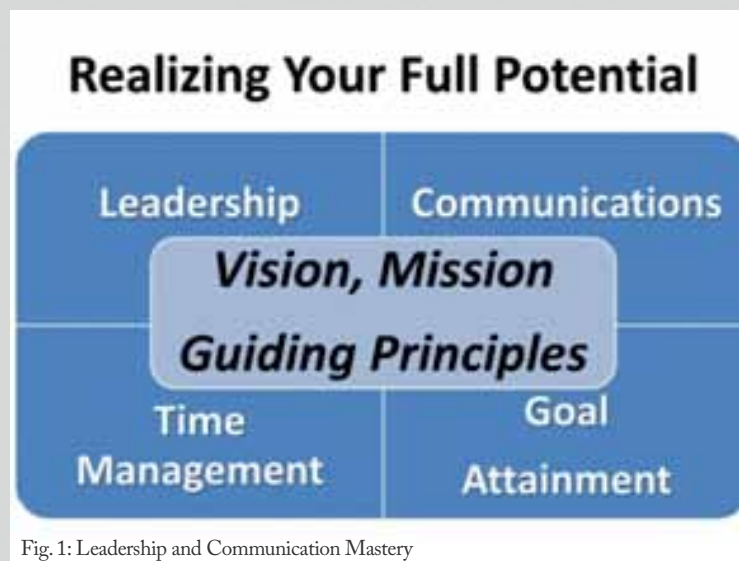 Realizing Your Full Potential
Leadership
Communications
Vision, Mission
Guiding Principles
Time
Management
Goal
Attainment
Fig. 1: Leadership and Communication Mastery